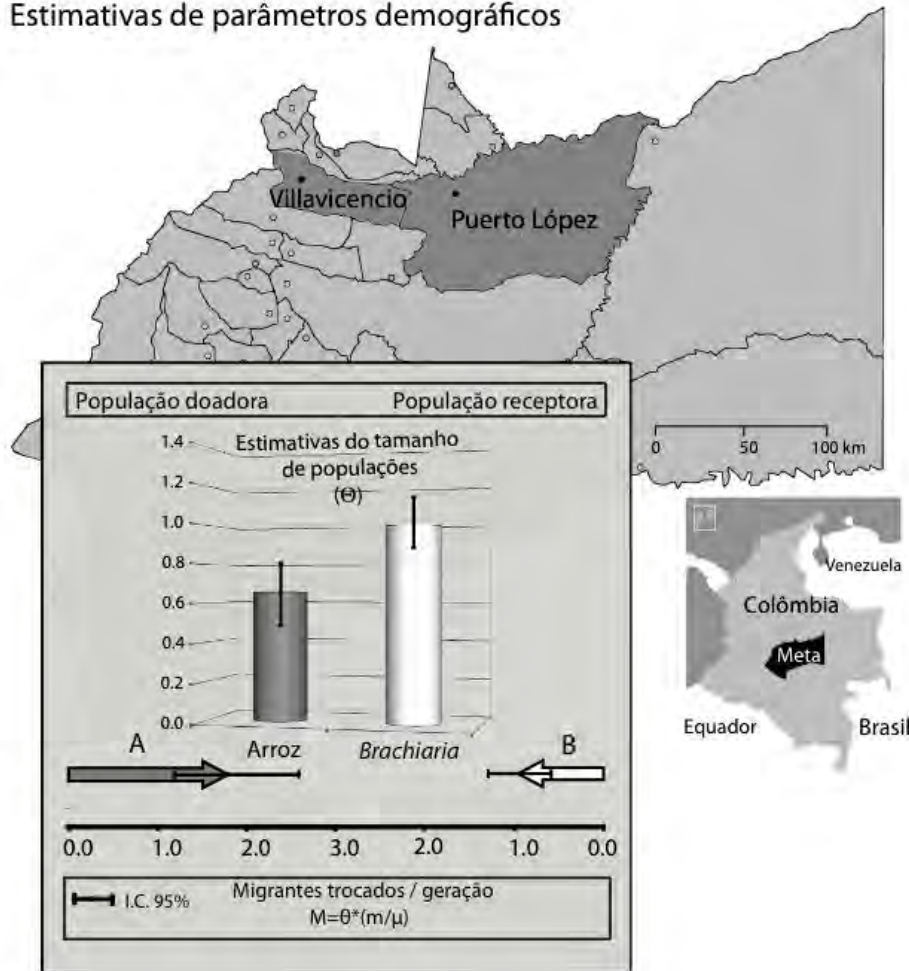 Estimativas de parâmetros demográficos
Villavicencio
Puerto López
0 50 100 km
População doadora População receptora
Estimativas do tamanho
de populações
(Θ)
1.4
1.2
1.0
0.8
0.6
0.4
0.2
0.0
A Arroz Brachiaria B
0.0 1.0 2.0 3.0 2.0 1.0 0.0
I.C. 95% Migrantes trocados / geração
M=θ*(m/μ)
Venezuela
Colômbia
Meta
Equador Brasil